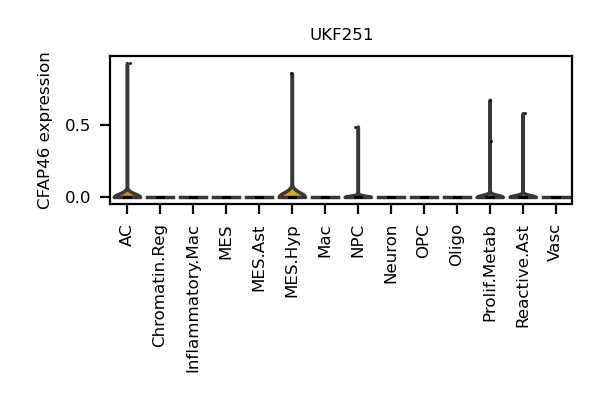 UKF251
CFAP46 expression
0.5
0.0
AC
Chromatin.Reg
Inflammatory.Mac
MES
MES.Ast
MES.Hyp
Mac
NPC
Neuron
OPC
Oligo
Prolif.Metab
Reactive.Ast
Vasc